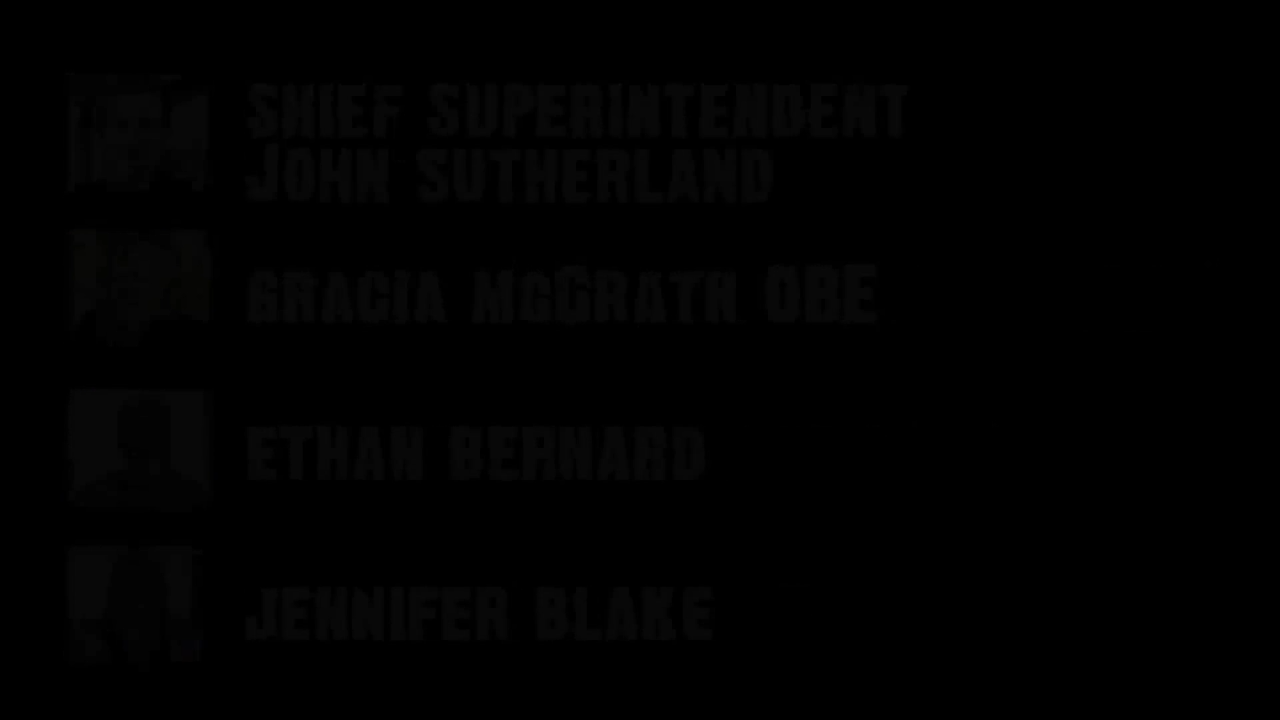 CHIEF SUPERINTENDENT
JOHN SUTHERLAND
GRACIA McGRATH OBE
ETHAN BERNARD
JENNIFER BLAKE